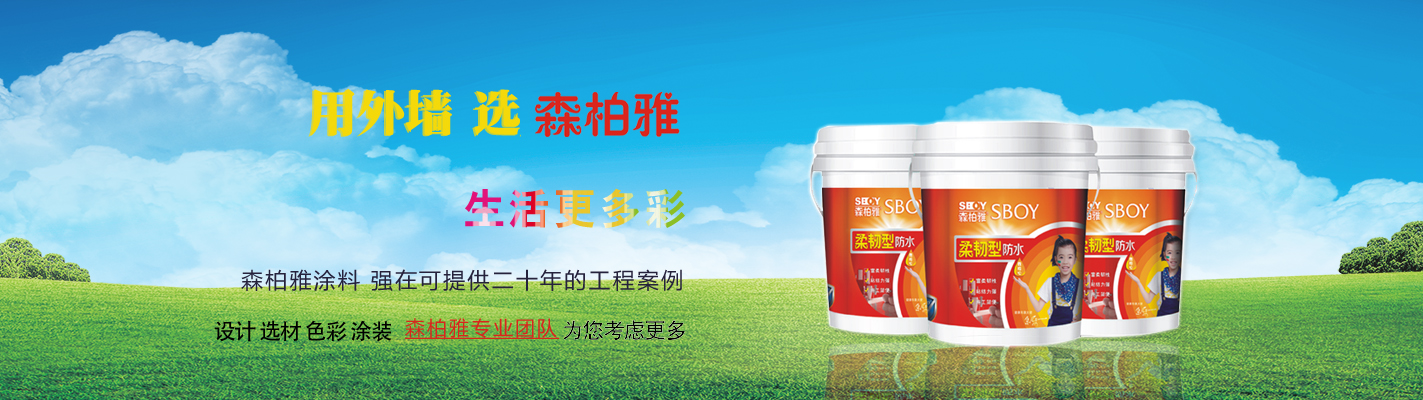 用外墙 选 森柏雅
生活更多彩
森柏雅涂料 强在可提供二十年的工程案例
设计 选材 色彩 涂装 森柏雅专业团队 为您考虑更多
SBOY
森柏雅
SBOY
柔韧型防水
SBOY
森柏雅 SBOY
柔韧型防水
SBOY
柔韧型防水